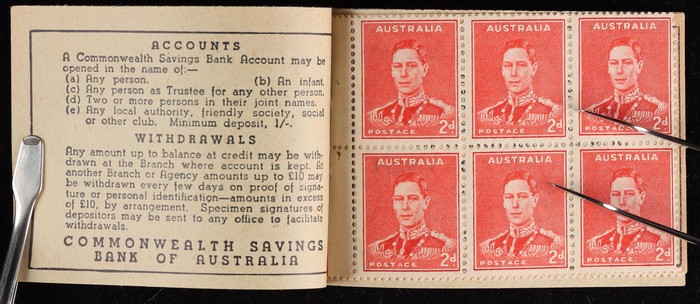 ACCOUNTS
A Commonwealth Savings Bank Account may be
opened in the name of:—
(a) Any person. (b) An infant.
(c) Any person as Trustee for any other person.
(d) Two or more persons in their joint names.
(e) Any local authority, friendly society, social
or other club. Minimum deposit, 1/-.
WITHDRAWALS
Any amount up to balance at credit may be with-
drawn at the Branch where account is kept. At
another Branch or Agency amounts up to £10 may
be withdrawn every few days on proof of signa-
ture or personal identification—amounts in excess
of £10, by arrangement. Specimen signatures of
depositors may be sent to any office to facilitate
withdrawals.
COMMONWEALTH SAVINGS
BANK OF AUSTRALIA
AUSTRALIA
POSTAGE 2d
AUSTRALIA
POSTAGE 2d
AUSTRALIA
POSTAGE 2d
AUSTRALIA
POSTAGE 2d
AUSTRALIA
POSTAGE 2d
AUSTRALIA
POSTAGE 2d